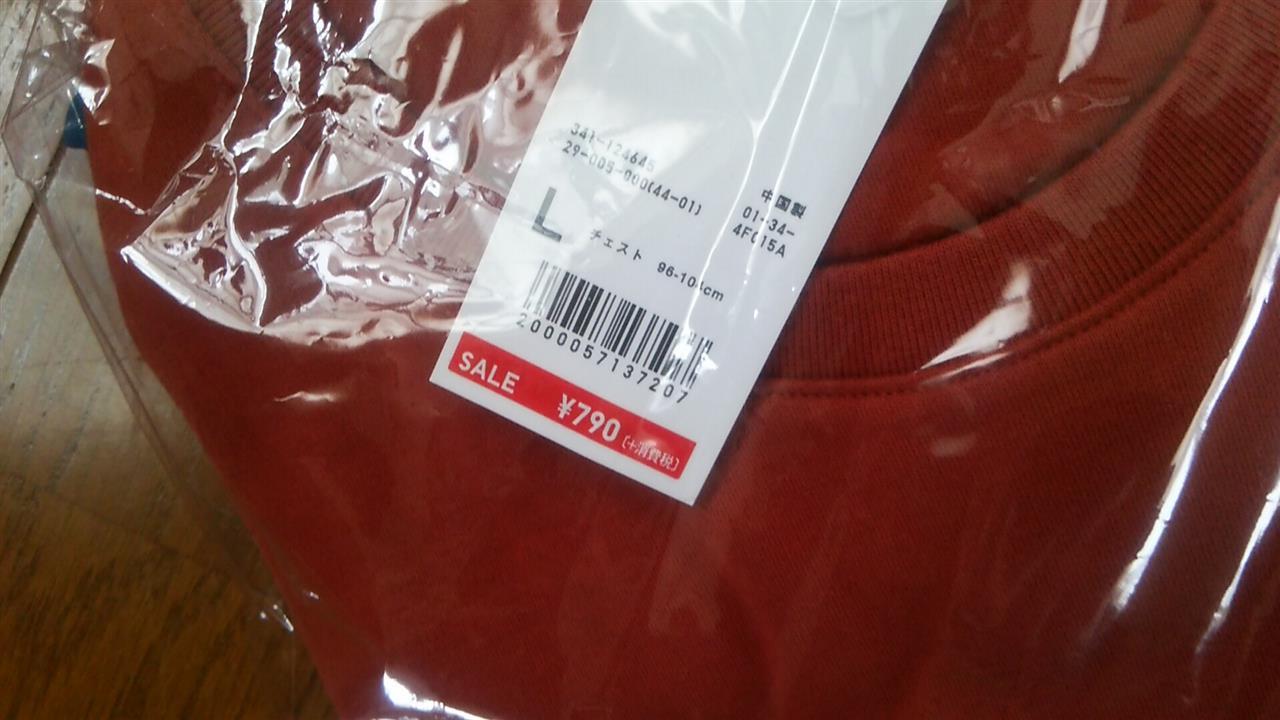 341-124645
29-005-000(44-01)
中国製
01-34-
4F015A
L
チェスト 96-104cm
2000057137207
SALE
¥790 [+消費税]